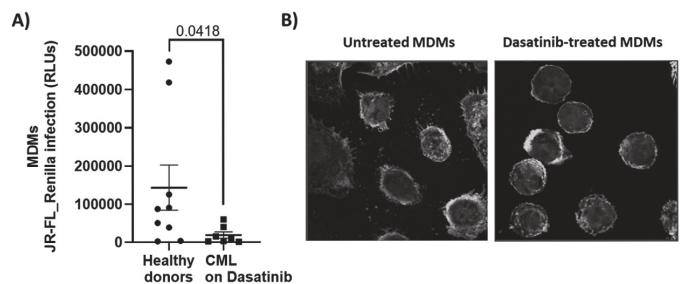 A)
0.0418
MDMs
JR-FL_Renilla infection (RLUs)
500000
400000
300000
200000
100000
0
Healthy
donors
CML
on Dasatinib
B)
Untreated MDMs
Dasatinib-treated MDMs